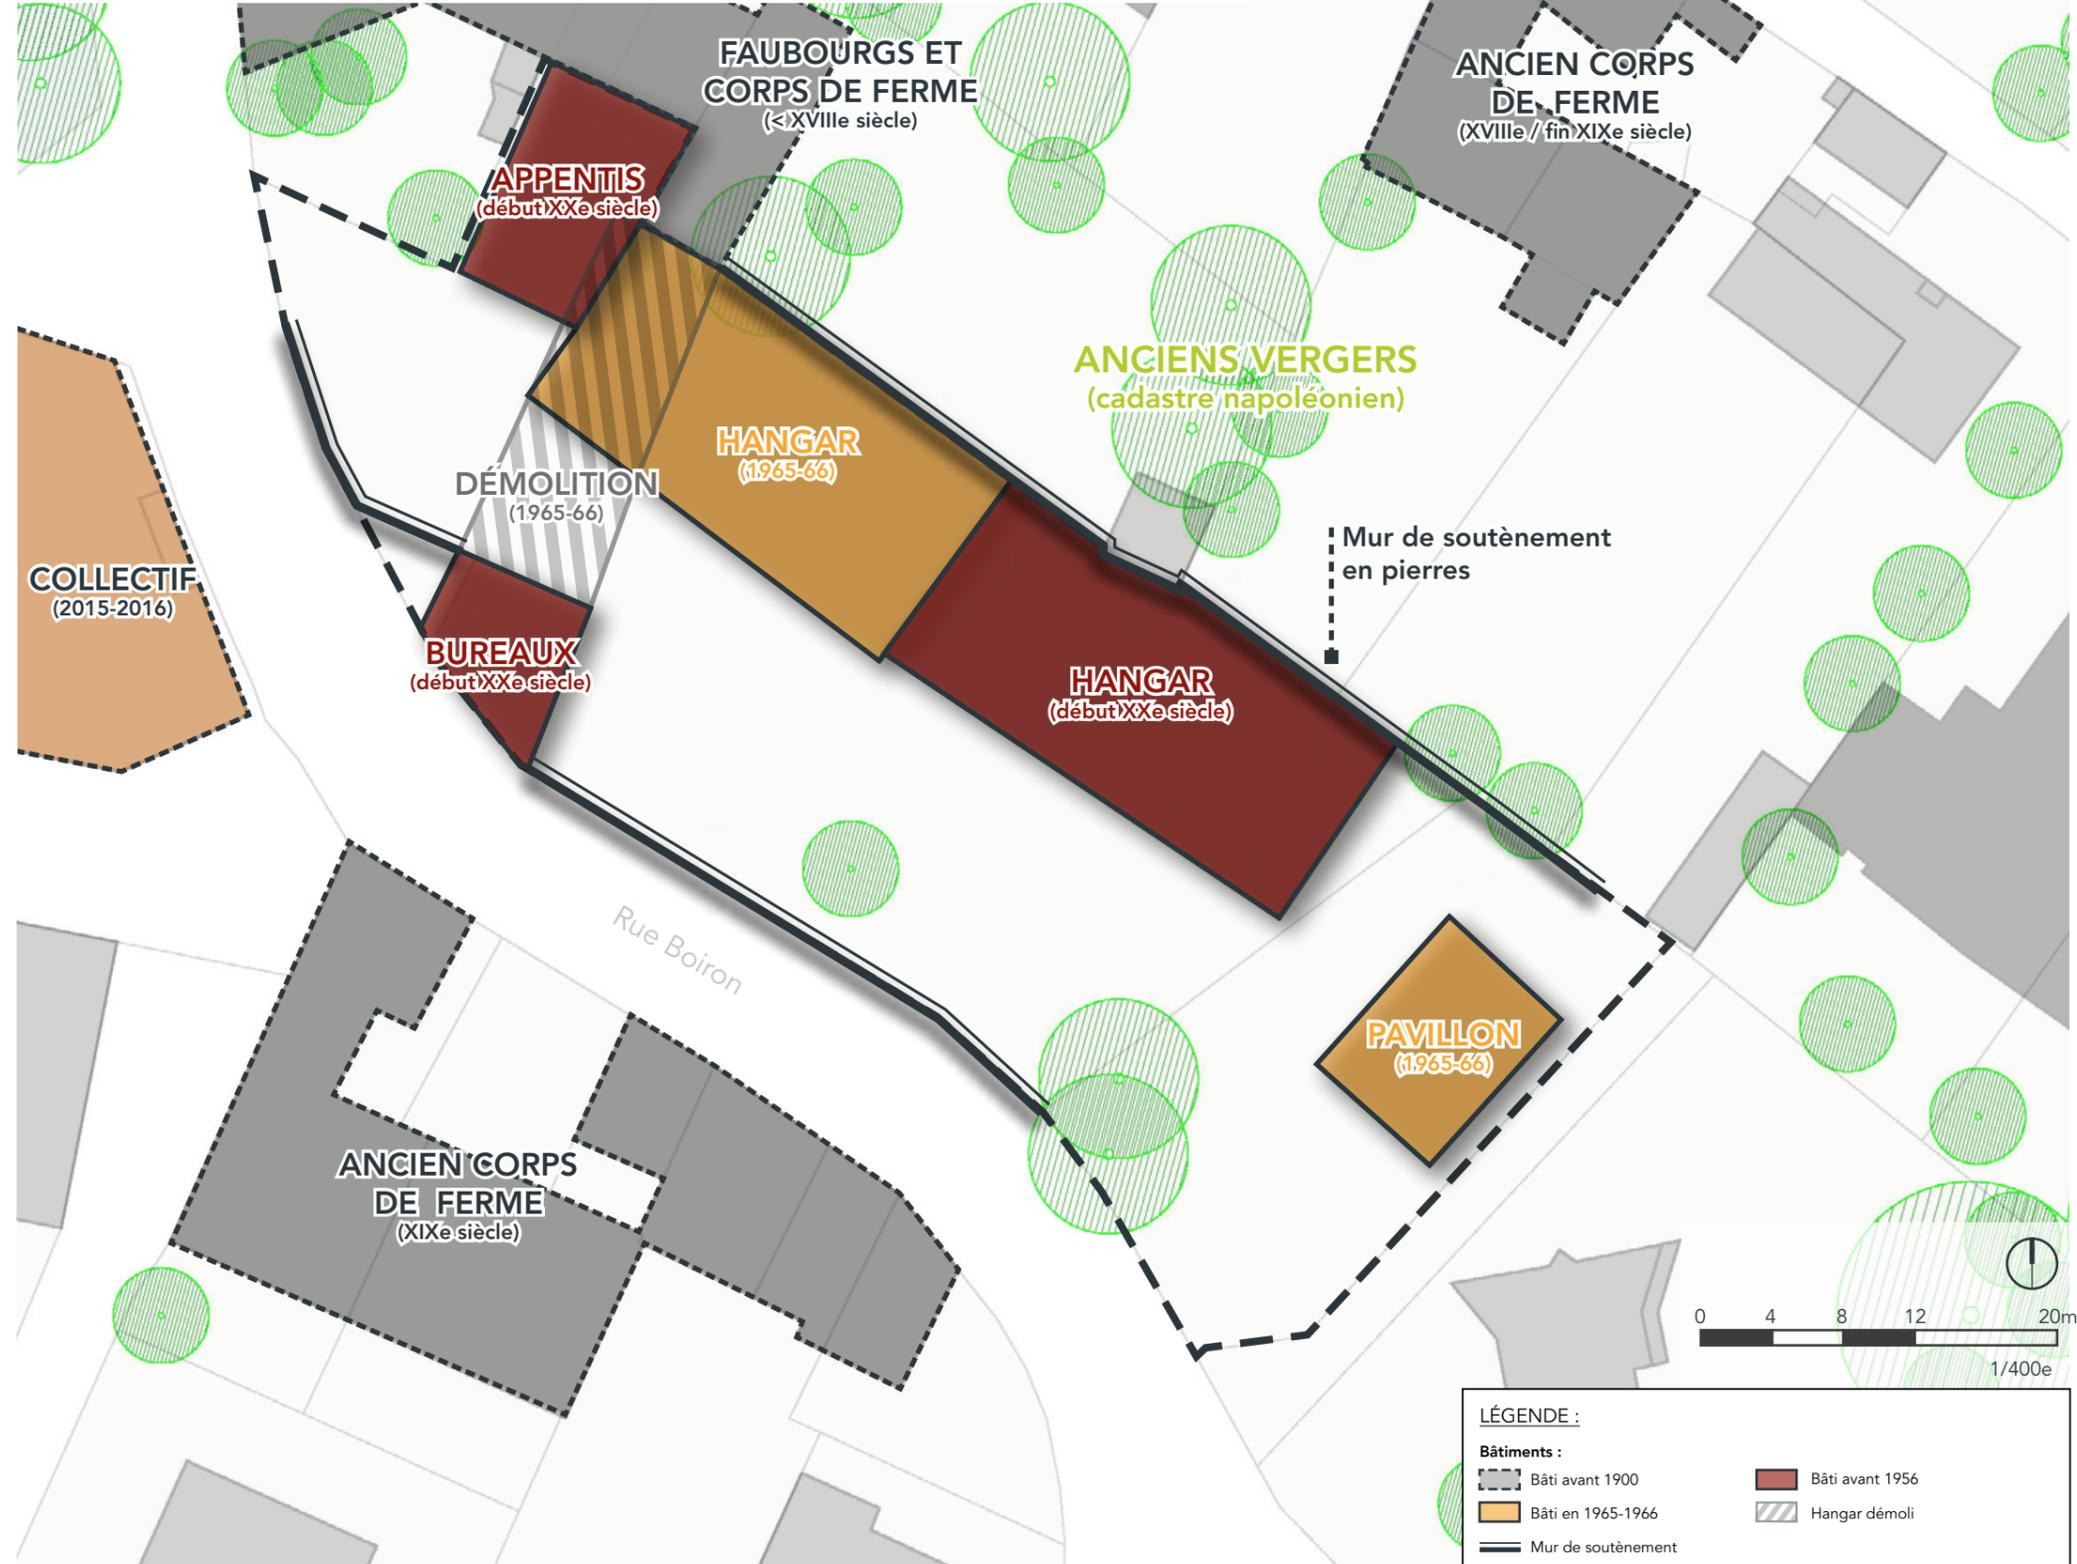 FAUBOURGS ET
CORPS DE FERME
(< XVIIIe siècle)
ANCIEN CORPS
DE FERME
(XVIIIe / fin XIXe siècle)
APPENTIS
(début XXe siècle)
ANCIENS VERGERS
(cadastre napoléonien)
HANGAR
(1965-66)
DÉMOLITION
(1965-66)
Mur de soutènement
en pierres
COLLECTIF
(2015-2016)
BUREAUX
(début XXe siècle)
HANGAR
(début XXe siècle)
Rue Boiron
PAVILLON
(1965-66)
ANCIEN CORPS
DE FERME
(XIXe siècle)
0 4 8 12 20m
1/400e
LÉGENDE :
Bâtiments :
Bâti avant 1900
Bâti avant 1956
Bâti en 1965-1966
Hangar démoli
Mur de soutènement